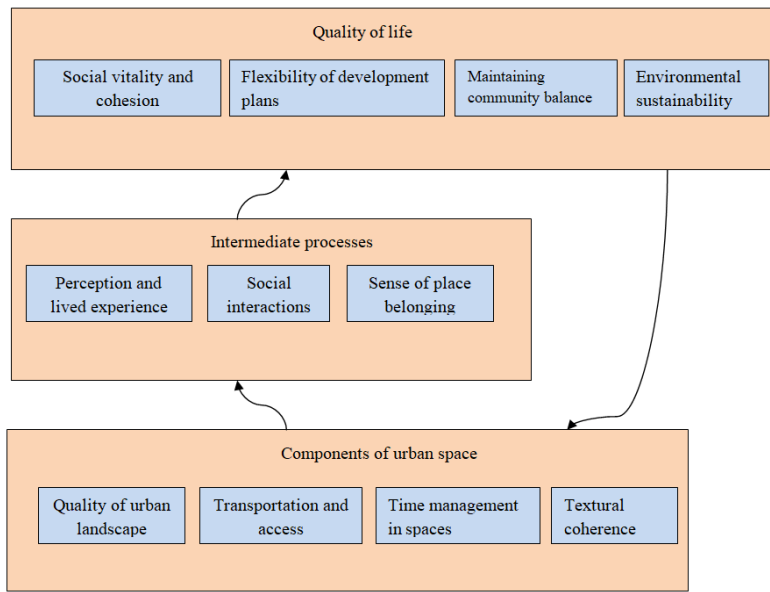 Quality of life
Social vitality and
cohesion
Flexibility of development
plans
Maintaining
community balance
Environmental
sustainability
Intermediate processes
Perception and
lived experience
Social
interactions
Sense of place
belonging
Components of urban space
Quality of urban
landscape
Transportation and
access
Time management
in spaces
Textural
coherence